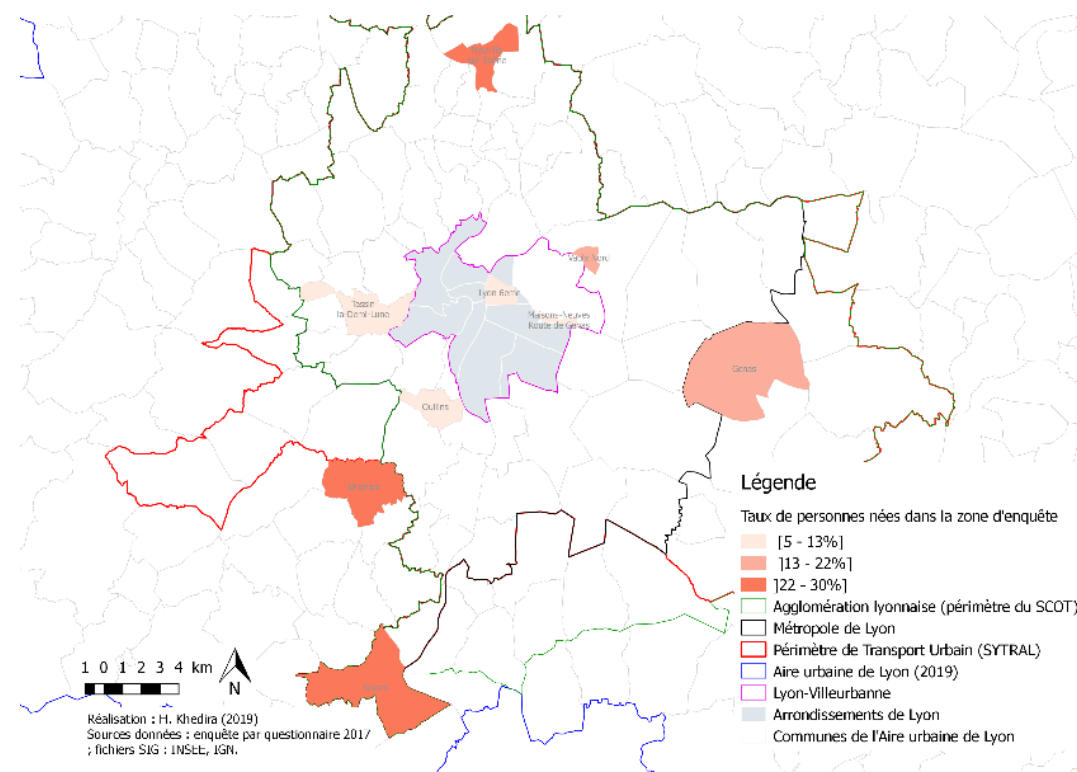 sur-Saône
Vaulx Nord
Lyon 6eme
Tassin
la-Demi-Lune
Maisons-Neuves
Route de Genas
Genas
Oullins
Légende
Taux de personnes nées dans la zone d'enquête
[5 - 13%]
]13 - 22%]
]22 - 30%]
Agglomération lyonnaise (périmètre du SCOT)
Métropole de Lyon
Périmètre de Transport Urbain (SYTRAL)
Aire urbaine de Lyon (2019)
Lyon-Villeurbanne
Arrondissements de Lyon
Communes de l'Aire urbaine de Lyon
1 0 1 2 3 4 km
N
Réalisation : H. Khedira (2019)
Sources données : enquête par questionnaire 2017
; fichiers SIG : INSEE, IGN.